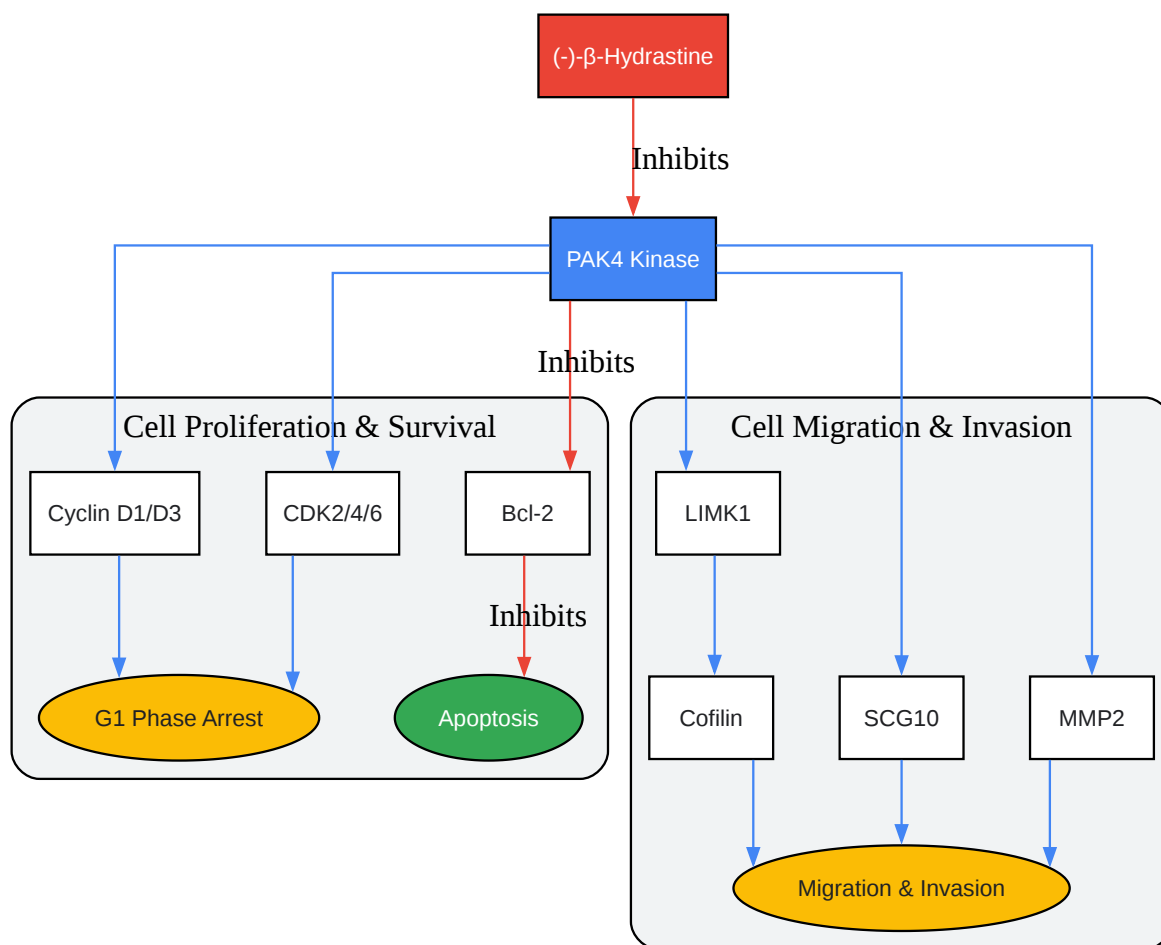 (-)-β-Hydrastine
Inhibits
PAK4 Kinase
Inhibits
Cell Proliferation & Survival
Cell Migration & Invasion
Cyclin D1/D3
CDK2/4/6
Bcl-2
LIMK1
Inhibits
G1 Phase Arrest
Apoptosis
Cofilin
SCG10
MMP2
Migration & Invasion